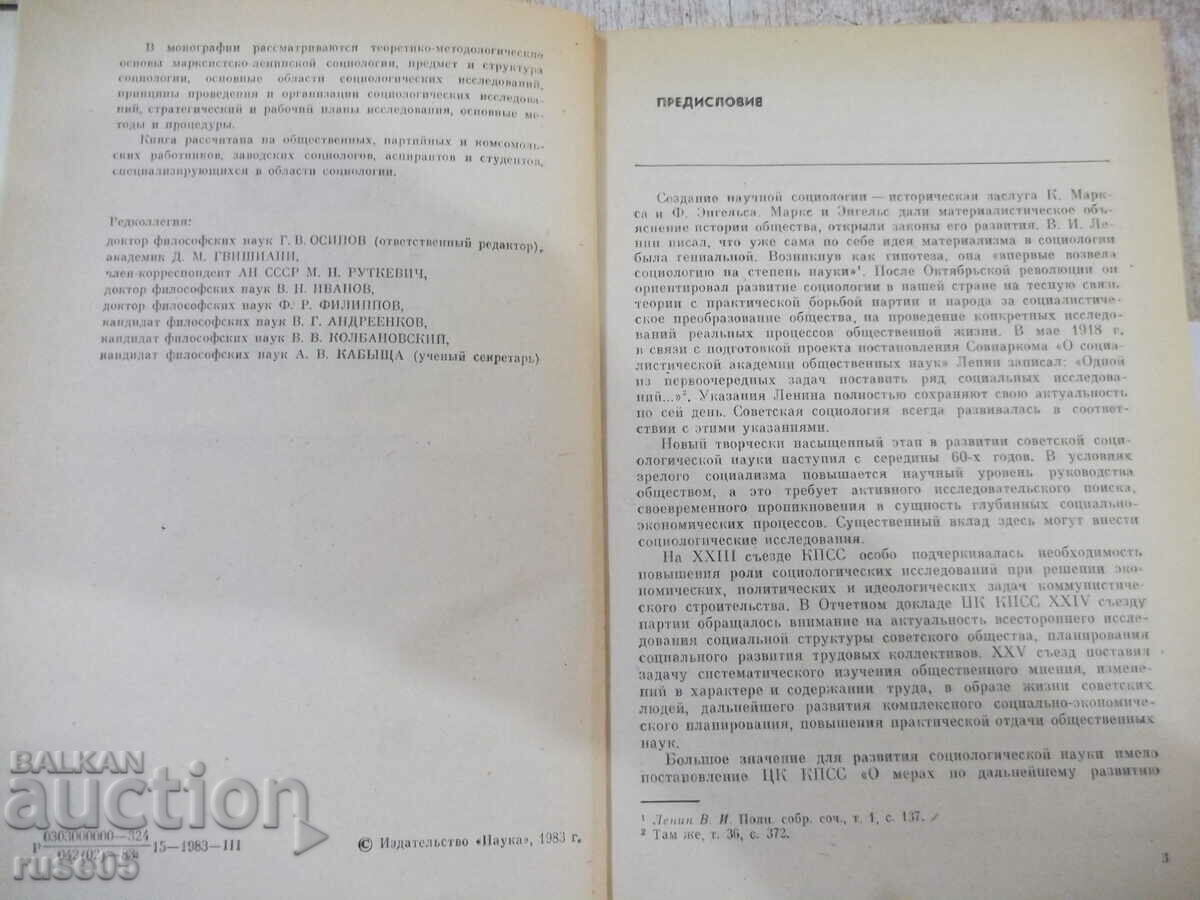 В монографии рассматриваются теоретико-методологические
основы марксистско-ленинской социологии, предмет и структура
социологии, основные области социологических исследований,
принципы проведения и организации социологических исследова-
ний, стратегический и рабочий планы исследования, основные ме-
тоды и процедуры.
Книга рассчитана на общественных, партийных и комсомоль-
ских работников, заводских социологов, аспирантов и студентов,
специализирующихся в области социологии.
Редколлегия:
доктор философских наук Г. В. ОСИПОВ (ответственный редактор),
академик Д. М. ГВИШИАНИ,
член-корреспондент АН СССР М. Н. РУТКЕВИЧ,
доктор философских наук В. Н. ИВАНОВ,
доктор философских наук Ф. Р. ФИЛИППОВ,
кандидат философских наук В. Г. АНДРЕЕНКОВ,
кандидат философских наук В. В. КОЛБАНОВСКИЙ,
кандидат философских наук А. В. КАБЫЩА (ученый секретарь)
BALKAN
auction
rusе05
0303000000—324
Р 15—1983—III
© Издательство «Наука», 1983 г.
ПРЕДИСЛОВИЕ
Создание научной социологии — историческая заслуга К. Марк-
са и Ф. Энгельса. Маркс и Энгельс дали материалистическое объ-
яснение истории общества, открыли законы его развития. В. И. Ле-
нин писал, что уже сама по себе идея материализма в социологии
была гениальной. Возникнув как гипотеза, она «впервые возвела
социологию на степень науки»¹. После Октябрьской революции он
ориентировал развитие социологии в нашей стране на тесную связь
теории с практической борьбой партии и народа за социалистиче-
ское преобразование общества, на проведение конкретных исследо-
ваний реальных процессов общественной жизни. В мае 1918 г.
в связи с подготовкой проекта постановления Совнаркома «О социа-
листической академии общественных наук» Ленин записал: «Одной
из первоочередных задач поставить ряд социальных исследова-
ний...»². Указания Ленина полностью сохраняют свою актуальность
по сей день. Советская социология всегда развивалась в соответ-
ствии с этими указаниями.
Новый творчески насыщенный этап в развитии советской соци-
ологической науки наступил с середины 60-х годов. В условиях
зрелого социализма повышается научный уровень руководства
обществом, а это требует активного исследовательского поиска,
своевременного проникновения в сущность глубинных социально-
экономических процессов. Существенный вклад здесь могут внести
социологические исследования.
На XXIII съезде КПСС особо подчеркивалась необходимость
повышения роли социологических исследований при решении эко-
номических, политических и идеологических задач коммунистиче-
ского строительства. В Отчетном докладе ЦК КПСС XXIV съезду
партии обращалось внимание на актуальность всестороннего иссле-
дования социальной структуры советского общества, планирования
социального развития трудовых коллективов. XXV съезд поставил
задачу систематического изучения общественного мнения, измене-
ний в характере и содержании труда, в образе жизни советских
людей, дальнейшего развития комплексного социально-экономиче-
ского планирования, повышения практической отдачи общественных
наук.
Большое значение для развития социологической науки имело
постановление ЦК КПСС «О мерах по дальнейшему развитию
¹ Ленин В. И. Полн. собр. соч., т. 1, с. 137.
² Там же, т. 36, с. 372.
3